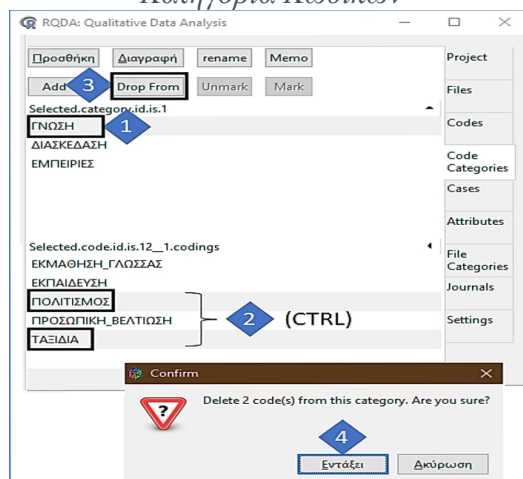 Κατηγορία Κωδικών
RQDA: Qualitative Data Analysis
Προσθήκη Διαγραφή rename Memo
Add 3 Drop From Unmark Mark
Selected.category.id.is.1
ΓΝΩΣΗ 1
ΔΙΑΣΚΕΔΑΣΗ
ΕΜΠΕΙΡΙΕΣ
Selected.code.id.is.12__1.codings
ΕΚΜΑΘΗΣΗ_ΓΛΩΣΣΑΣ
ΕΚΠΑΙΔΕΥΣΗ
ΠΟΛΙΤΙΣΜΟΣ
ΠΡΟΣΩΠΙΚΗ_ΒΕΛΤΙΩΣΗ 2 (CTRL)
ΤΑΞΙΔΙΑ
Project
Files
Codes
Code
Categories
Cases
Attributes
File
Categories
Journals
Settings
Confirm
Delete 2 code(s) from this category. Are you sure?
4
Εντάξει Ακύρωση